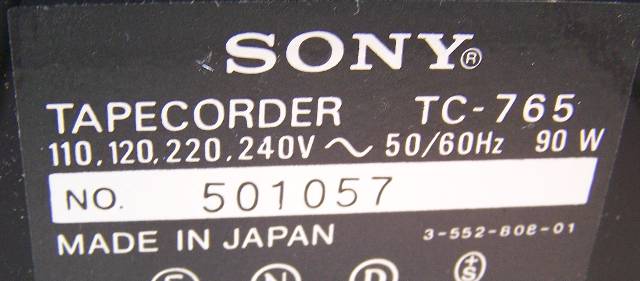 SONY®
TAPECORDER TC-765
110,120,220,240V ~ 50/60Hz 90 W
NO. 501057
MADE IN JAPAN 3-552-808-01